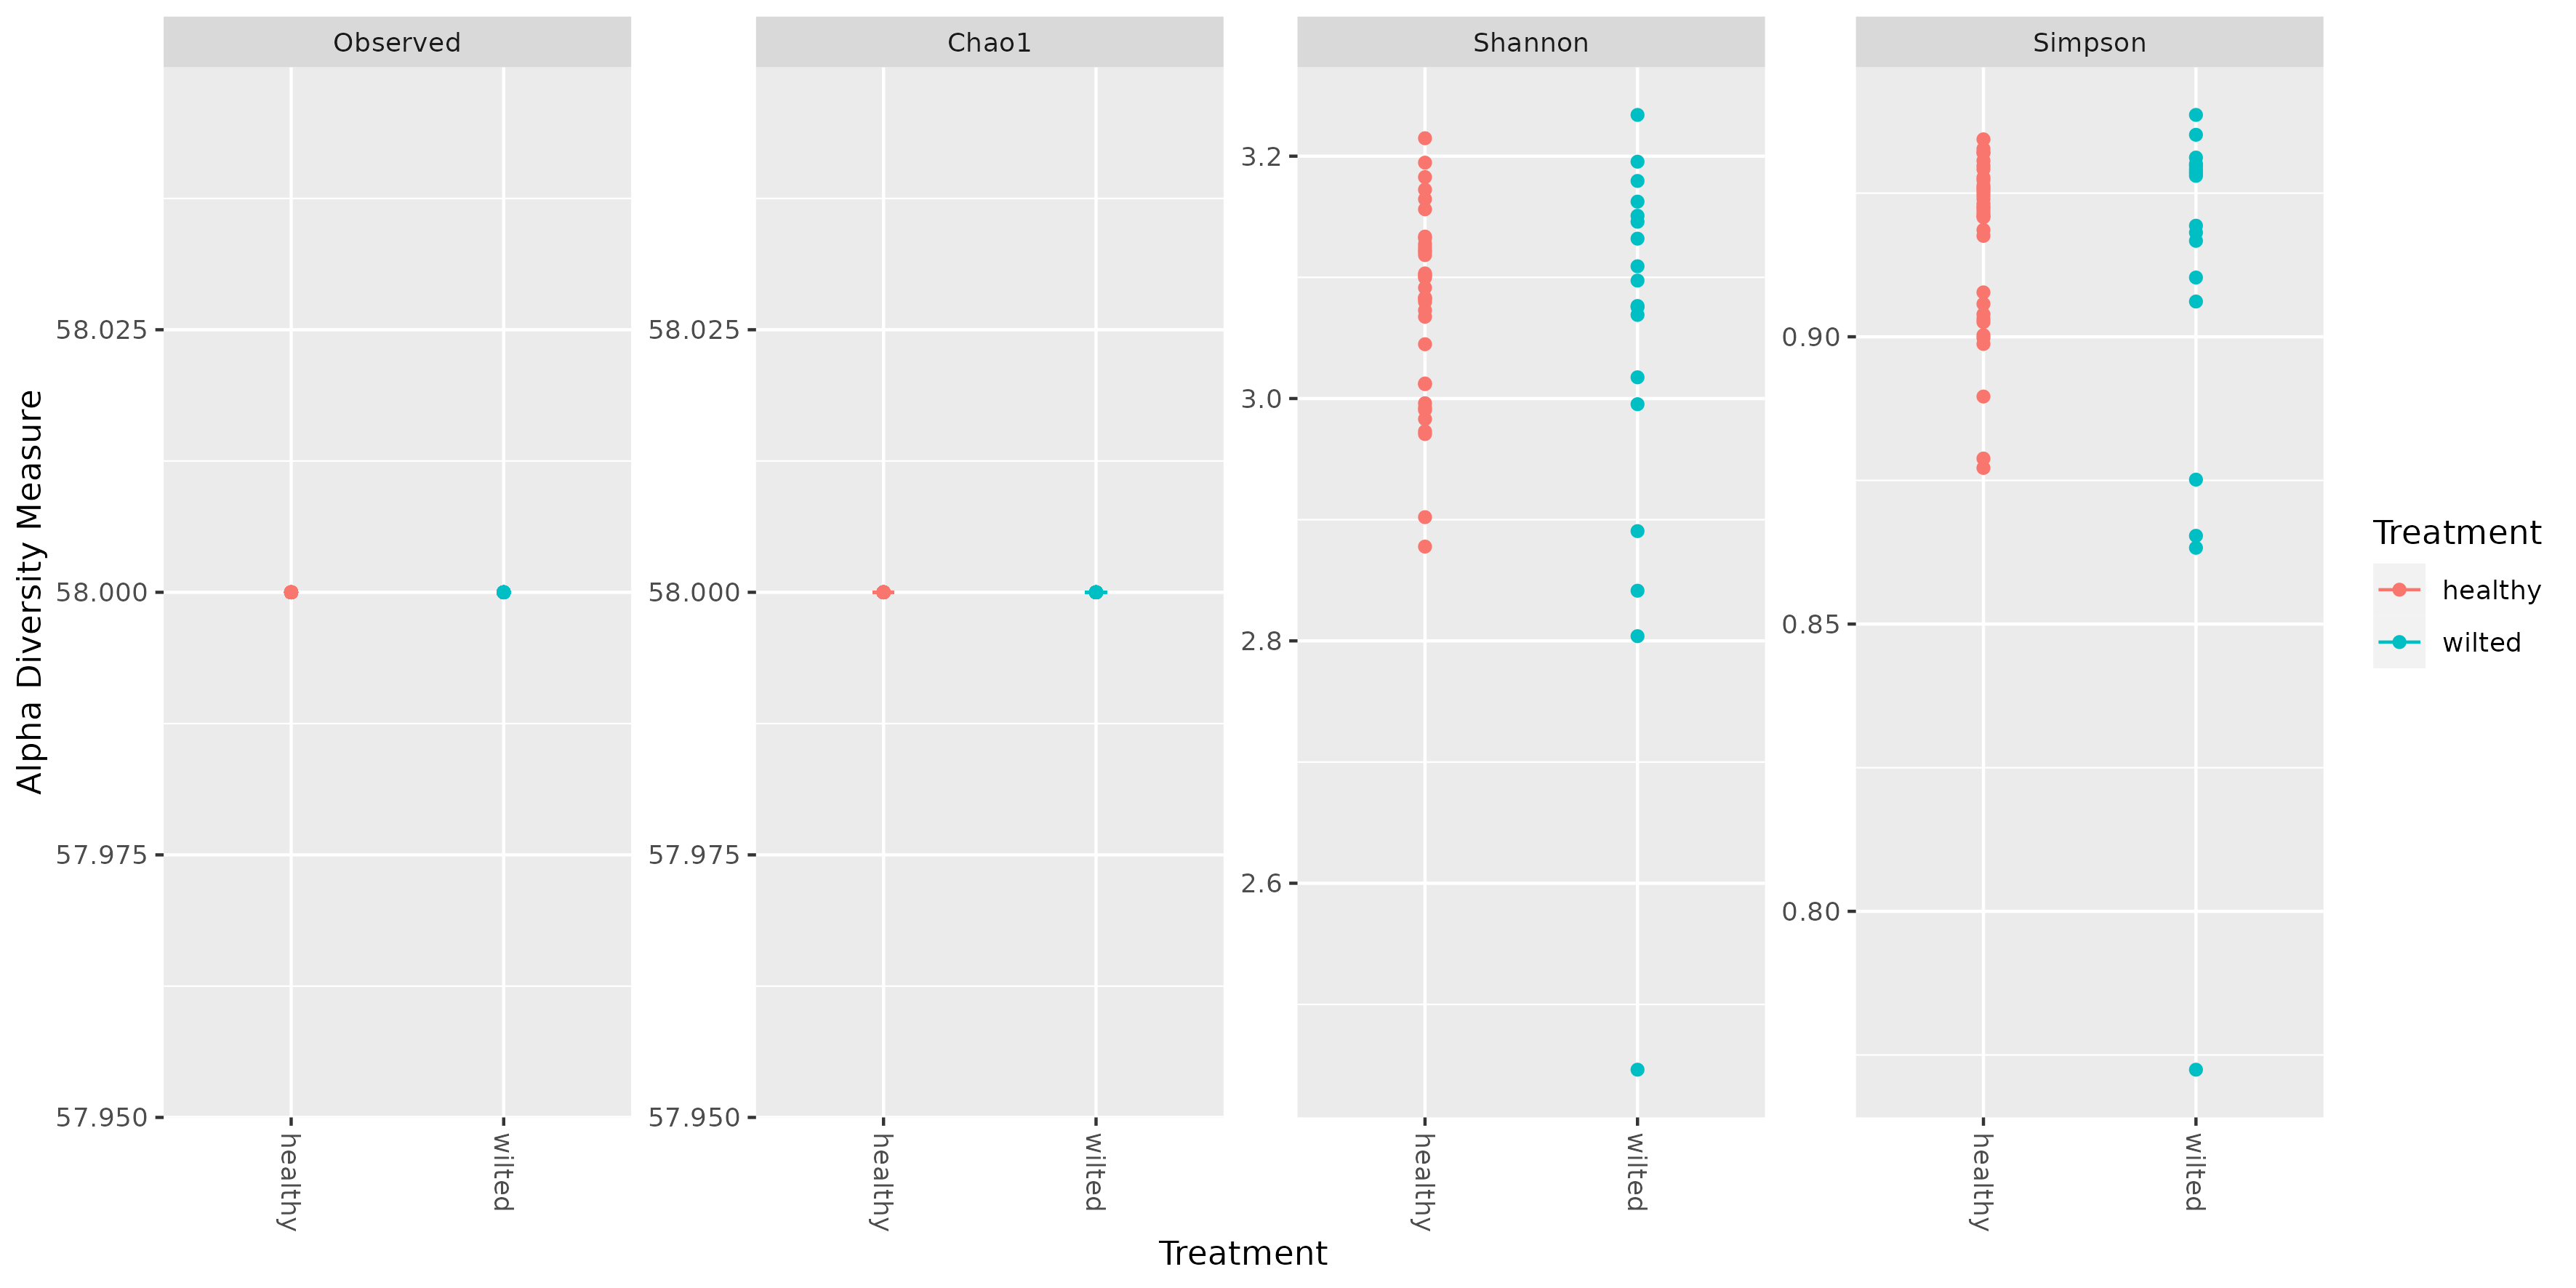 Observed
Chao1
Shannon
Simpson
Alpha Diversity Measure
58.025
58.000
57.975
57.950
58.025
58.000
57.975
57.950
3.2
3.0
2.8
2.6
0.90
0.85
0.80
healthy
wilted
healthy
wilted
healthy
wilted
healthy
wilted
Treatment
Treatment
healthy
wilted